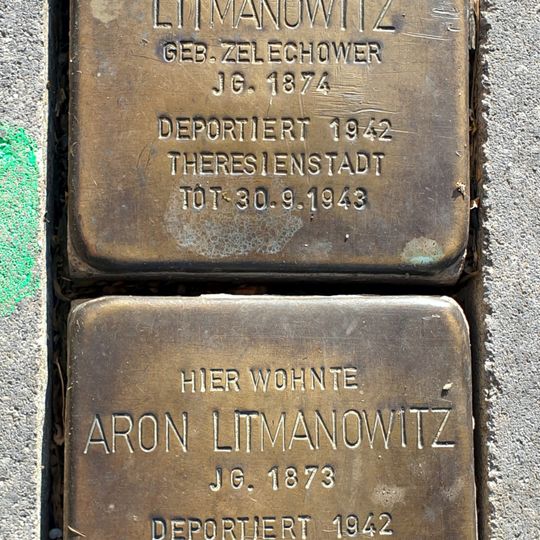 LITMANOWITZ
GEB. ZELECHOWER
JG. 1874
DEPORTIERT 1942
THERESIENSTADT
TOT 30.9.1943
HIER WOHNTE
ARON LITMANOWITZ
JG. 1873
DEPORTIERT 1942